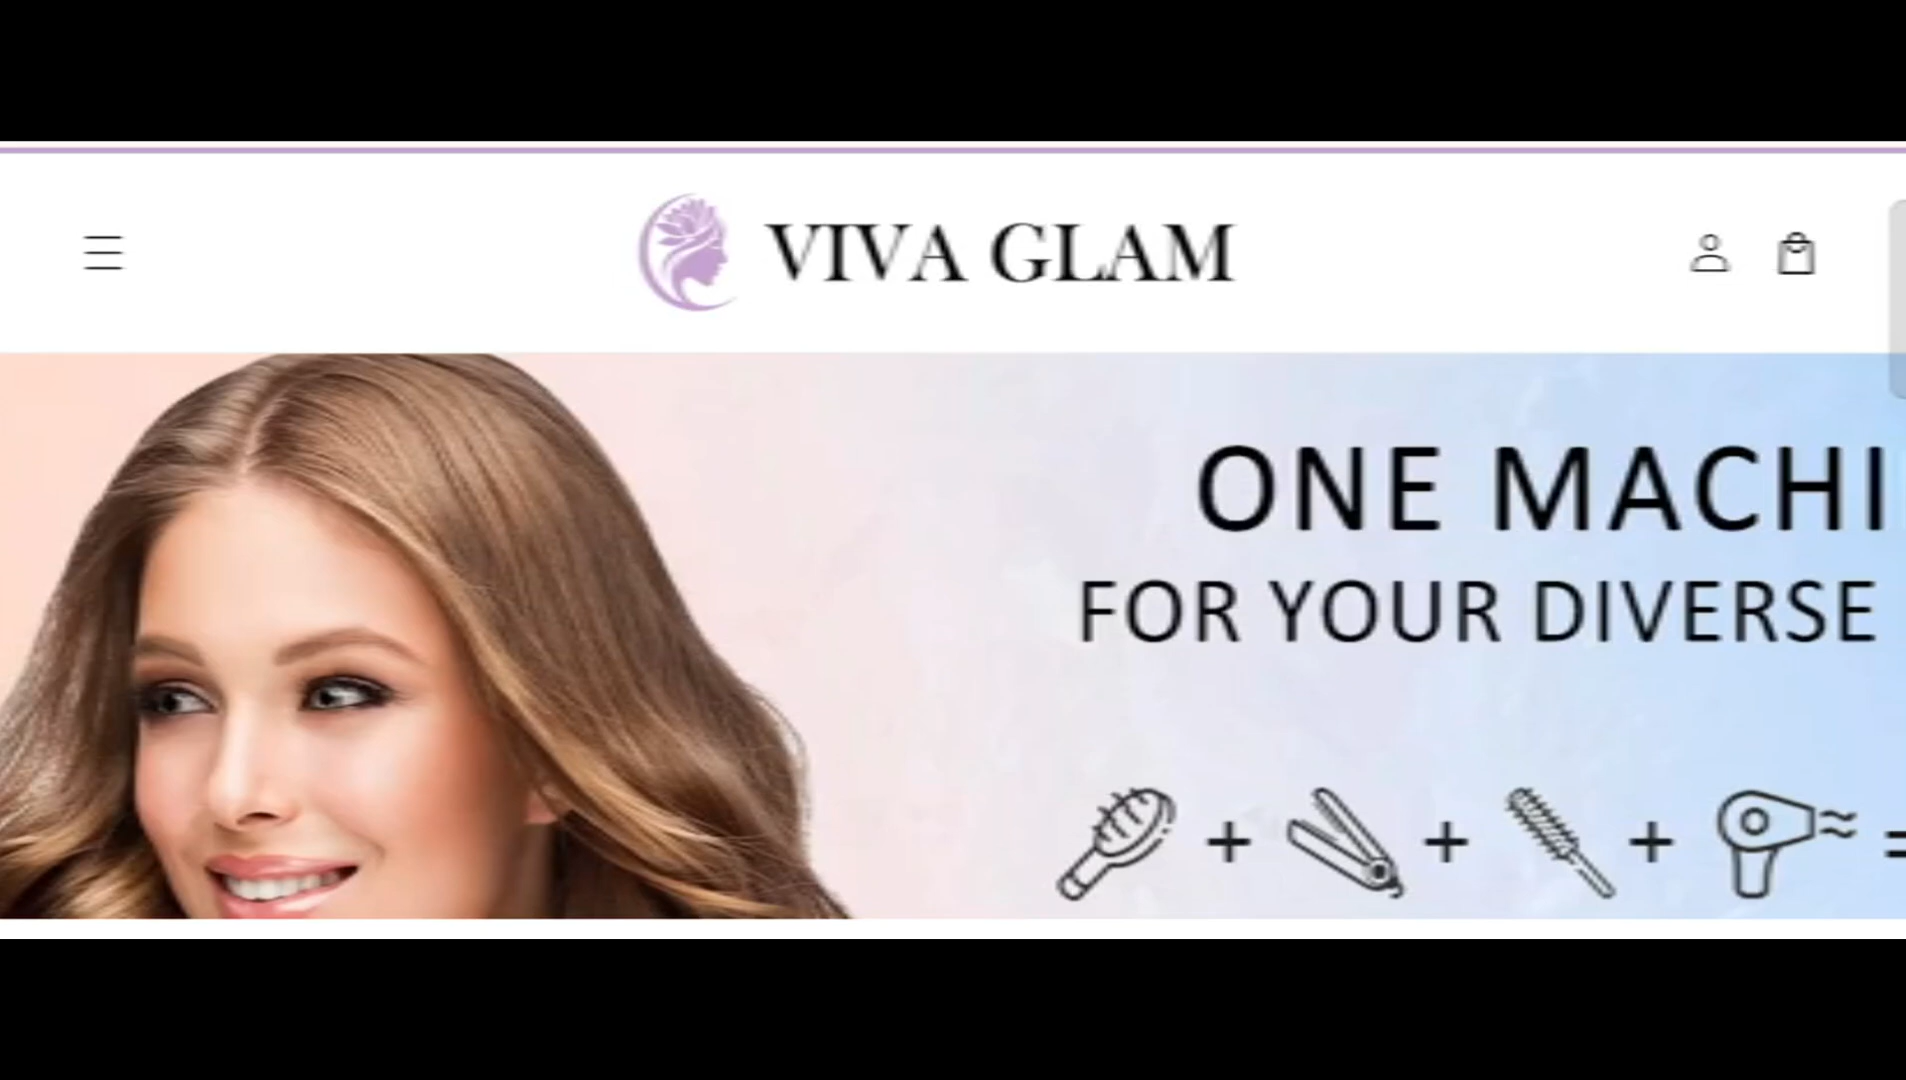 VIVA GLAM
ONE MACHI
FOR YOUR DIVERSE
+ + + =